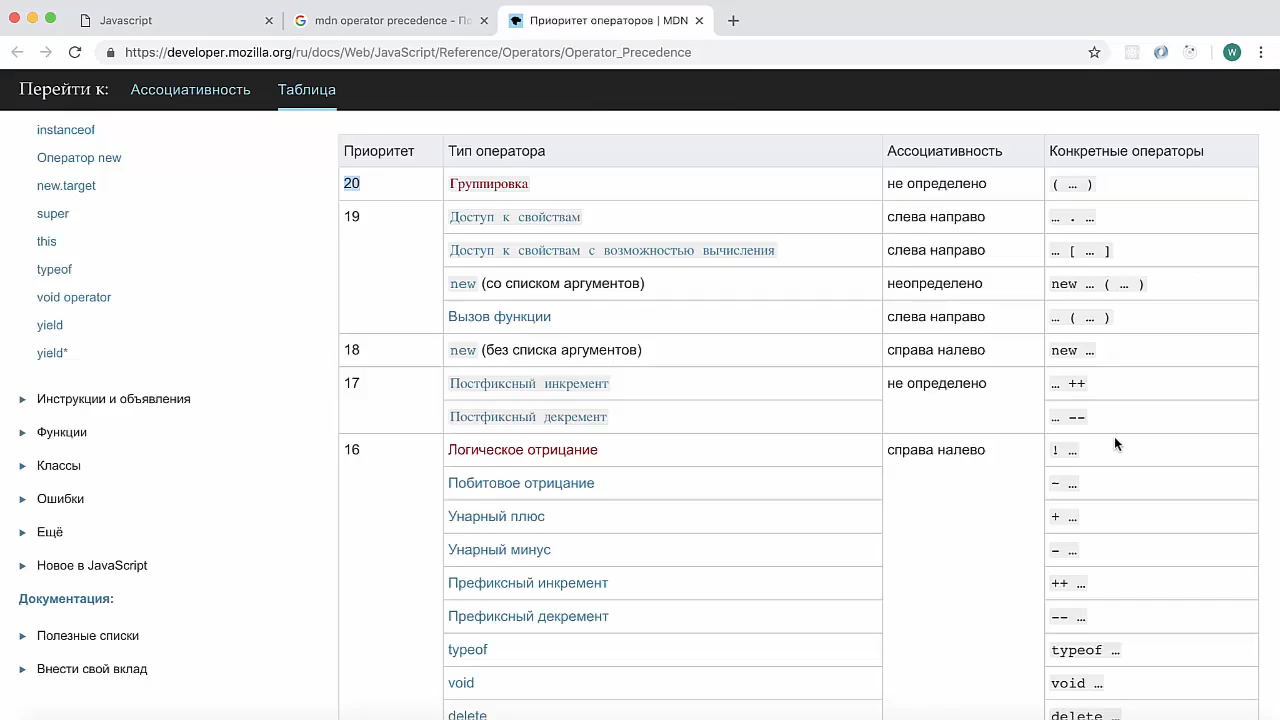 Javascript
mdn operator precedence - По
Приоритет операторов | MDN
https://developer.mozilla.org/ru/docs/Web/JavaScript/Reference/Operators/Operator_Precedence
W
Перейти к: Ассоциативность Таблица
instanceof
Оператор new
new.target
super
this
typeof
void operator
yield
yield*
Инструкции и объявления
Функции
Классы
Ошибки
Ещё
Новое в JavaScript
Документация:
Полезные списки
Внести свой вклад
Приоритет Тип оператора Ассоциативность Конкретные операторы
20 Группировка не определено ( … )
19 Доступ к свойствам слева направо … . …
Доступ к свойствам с возможностью вычисления слева направо … [ … ]
new (со списком аргументов) неопределено new … ( … )
Вызов функции слева направо … ( … )
18 new (без списка аргументов) справа налево new …
17 Постфиксный инкремент не определено … ++
Постфиксный декремент … --
16 Логическое отрицание справа налево ! …
Побитовое отрицание ~ …
Унарный плюс + …
Унарный минус - …
Префиксный инкремент ++ …
Префиксный декремент -- …
typeof typeof …
void void …
delete delete …